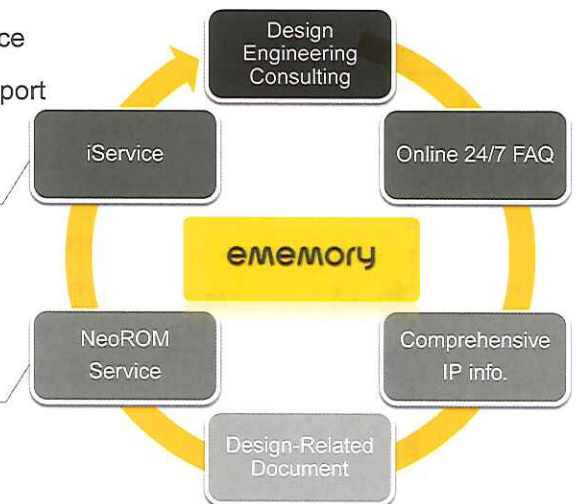 ce
port
Design
Engineering
Consulting
iService
Online 24/7 FAQ
ememory
NeoROM
Service
Comprehensive
IP info.
Design-Related
Document